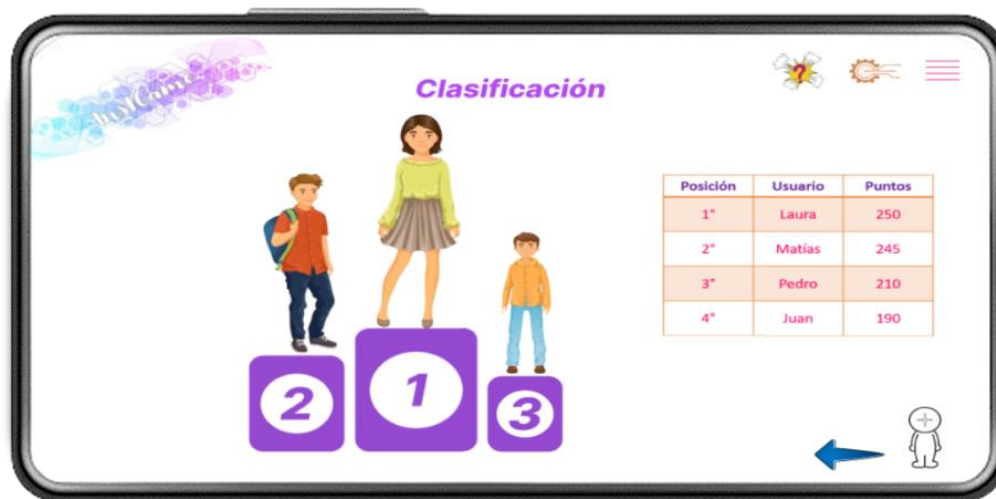 Clasificación
?
Posición Usuario Puntos
1° Laura 250
2° Matías 245
3° Pedro 210
4° Juan 190
2 1 3